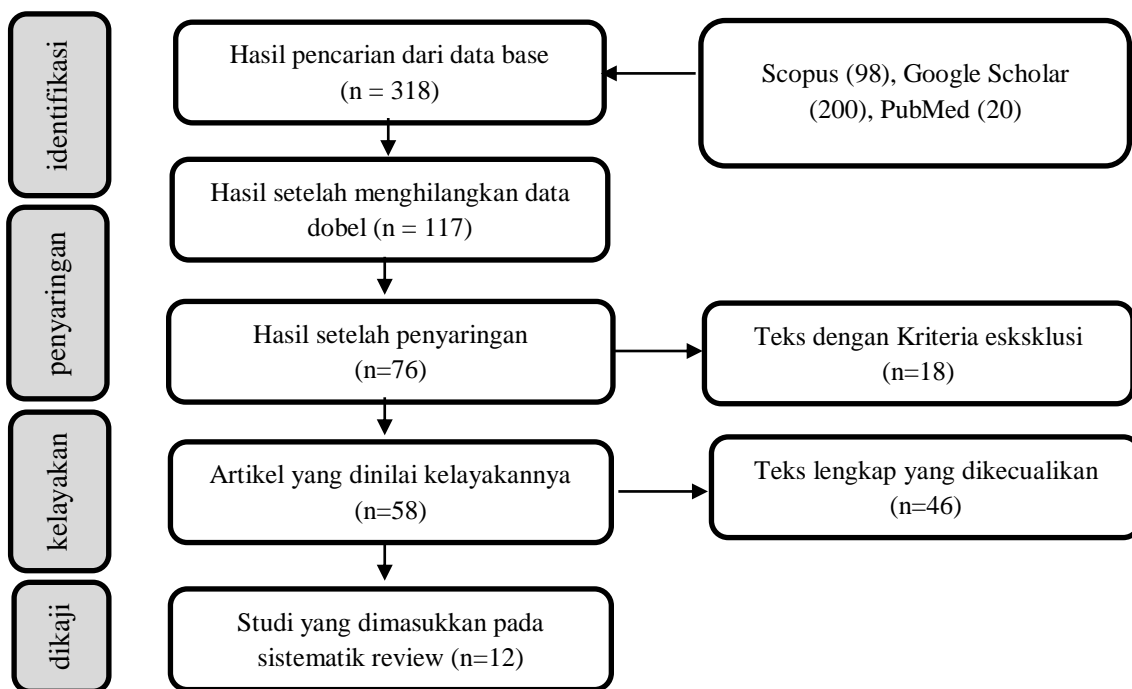 identifikasi
Hasil pencarian dari data base
(n = 318)
Scopus (98), Google Scholar
(200), PubMed (20)
Hasil setelah menghilangkan data
dobel (n = 117)
penyaringan
Hasil setelah penyaringan
(n=76)
Teks dengan Kriteria esksklusi
(n=18)
kelayakan
Artikel yang dinilai kelayakannya
(n=58)
Teks lengkap yang dikecualikan
(n=46)
dikaji
Studi yang dimasukkan pada
sistematik review (n=12)